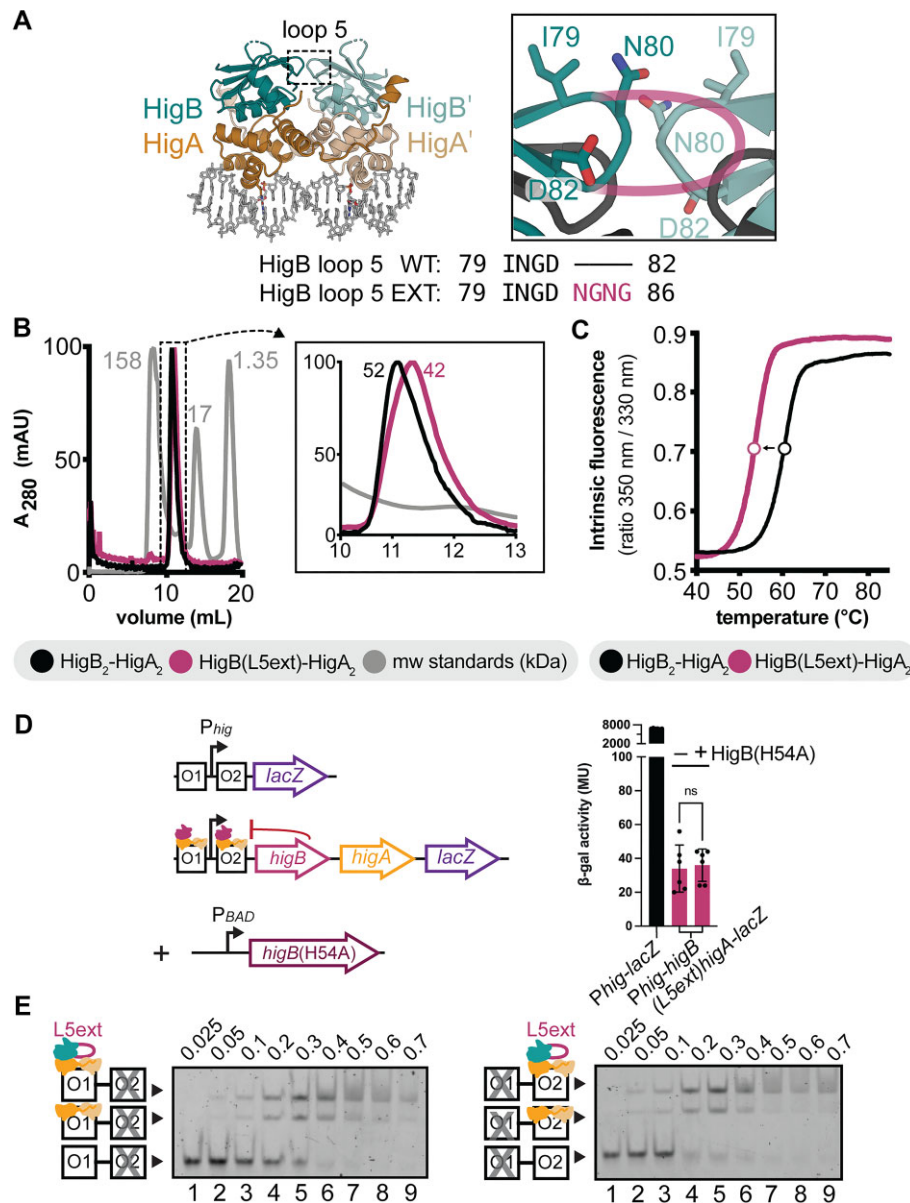 A
loop 5
HigB
HigB'
HigA
HigA'
I79
N80
I79
N80
D82
D82
HigB loop 5 WT: 79 INGD ———— 82
HigB loop 5 EXT: 79 INGD NGNG 86
B
C
100
50
0
A280 (mAU)
158
17
1.35
0
10
20
volume (mL)
100
50
0
52
42
10
11
12
13
0.9
0.8
0.7
0.6
0.5
Intrinsic fluorescence
(ratio 350 nm / 330 nm)
40 50 60 70 80
temperature (°C)
HigB2-HigA2 HigB(L5ext)-HigA2 mw standards (kDa)
HigB2-HigA2 HigB(L5ext)-HigA2
D
Phig
O1 O2 lacZ
O1 O2 higB higA lacZ
+
PBAD
higB(H54A)
8000
2000
100
80
60
40
20
0
β-gal activity (MU)
– + HigB(H54A)
ns
Phig-lacZ
Phig-higB
(L5ext)higA-lacZ
E
L5ext
O1 O2
O1 O2
O1 O2
0.025 0.05 0.1 0.2 0.3 0.4 0.5 0.6 0.7
1 2 3 4 5 6 7 8 9
L5ext
O1 O2
O1 O2
O1 O2
0.025 0.05 0.1 0.2 0.3 0.4 0.5 0.6 0.7
1 2 3 4 5 6 7 8 9